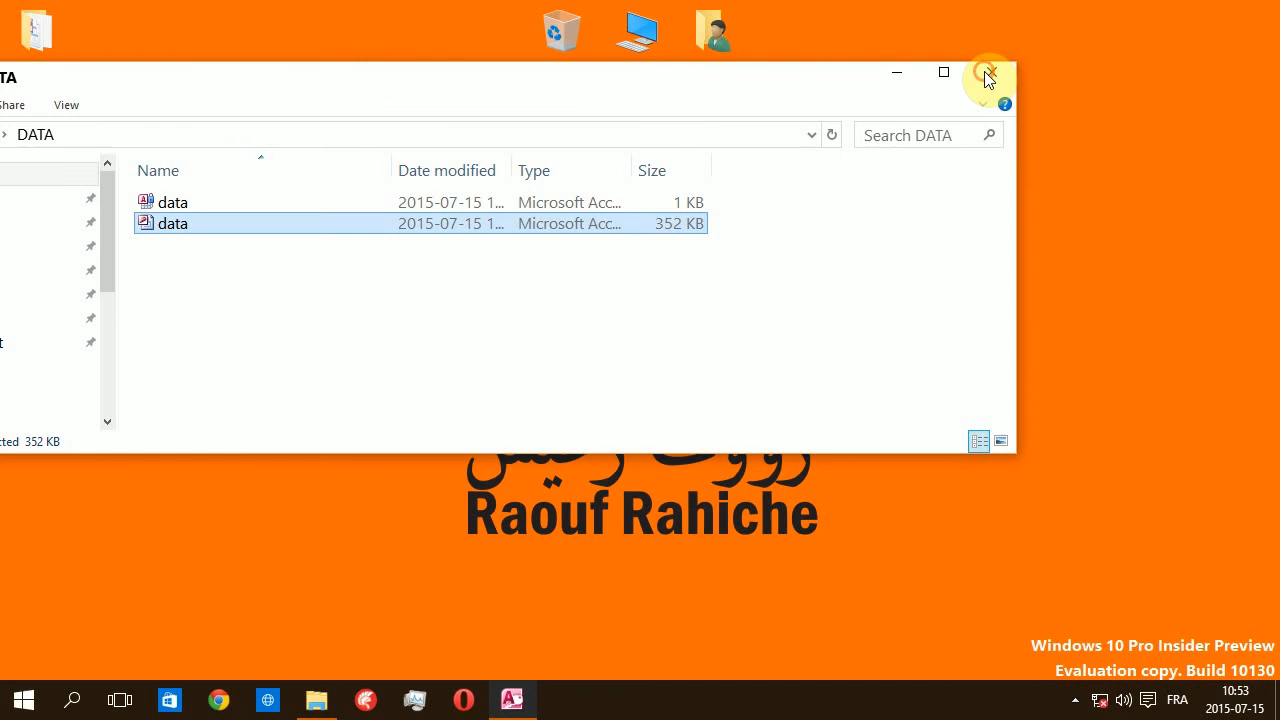 TA
Share View
› DATA
Search DATA
Name Date modified Type Size
data 2015-07-15 1... Microsoft Acc... 1 KB
data 2015-07-15 1... Microsoft Acc... 352 KB
t
cted 352 KB
رؤوف رحيش
Raouf Rahiche
Windows 10 Pro Insider Preview
Evaluation copy. Build 10130
FRA
10:53
2015-07-15